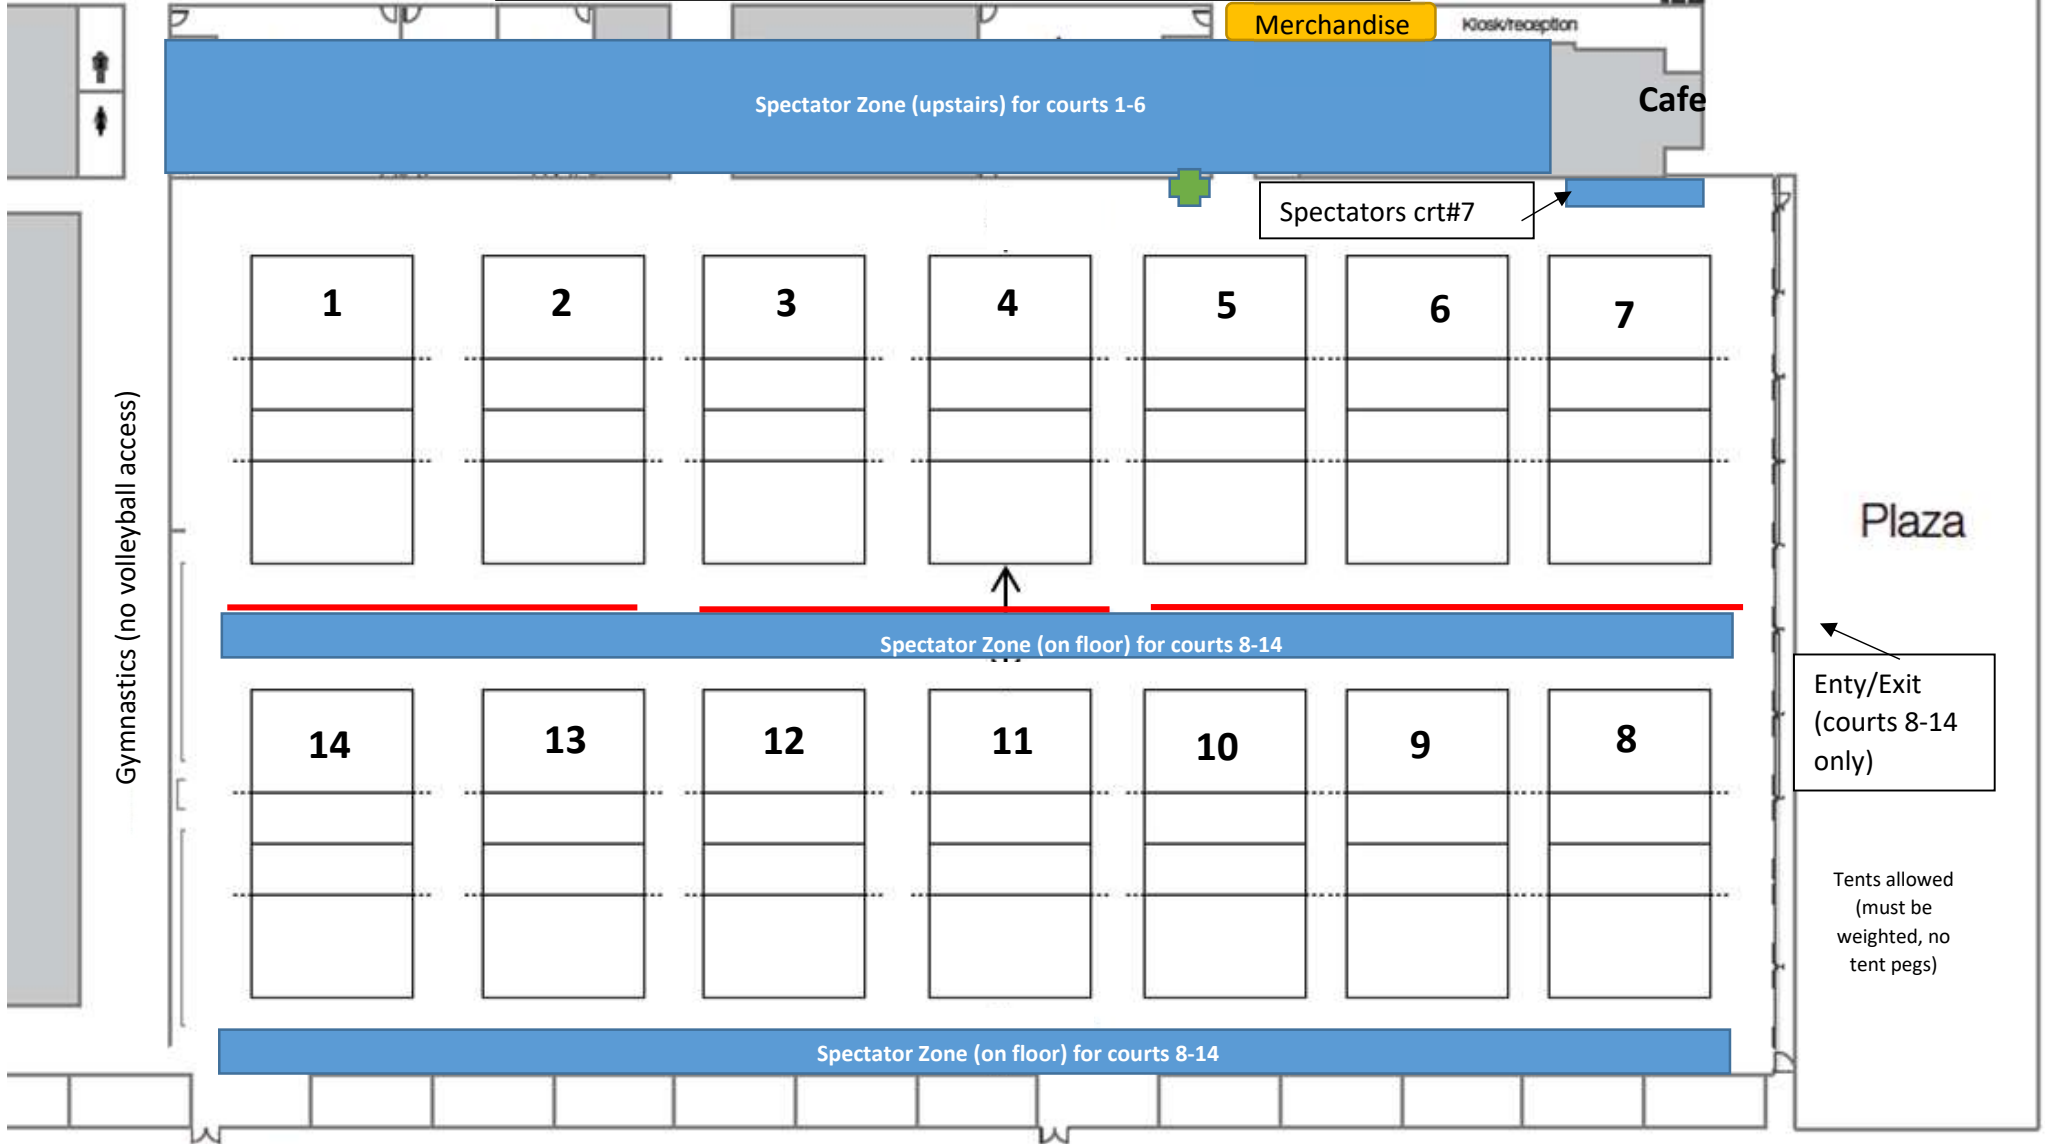 Merchandise
Kiosk/reception
Spectator Zone (upstairs) for courts 1-6
Cafe
Spectators crt#7
1
2
3
4
5
6
7
Gymnastics (no volleyball access)
Plaza
Spectator Zone (on floor) for courts 8-14
Enty/Exit
(courts 8-14
only)
14
13
12
11
10
9
8
Tents allowed
(must be
weighted, no
tent pegs)
Spectator Zone (on floor) for courts 8-14